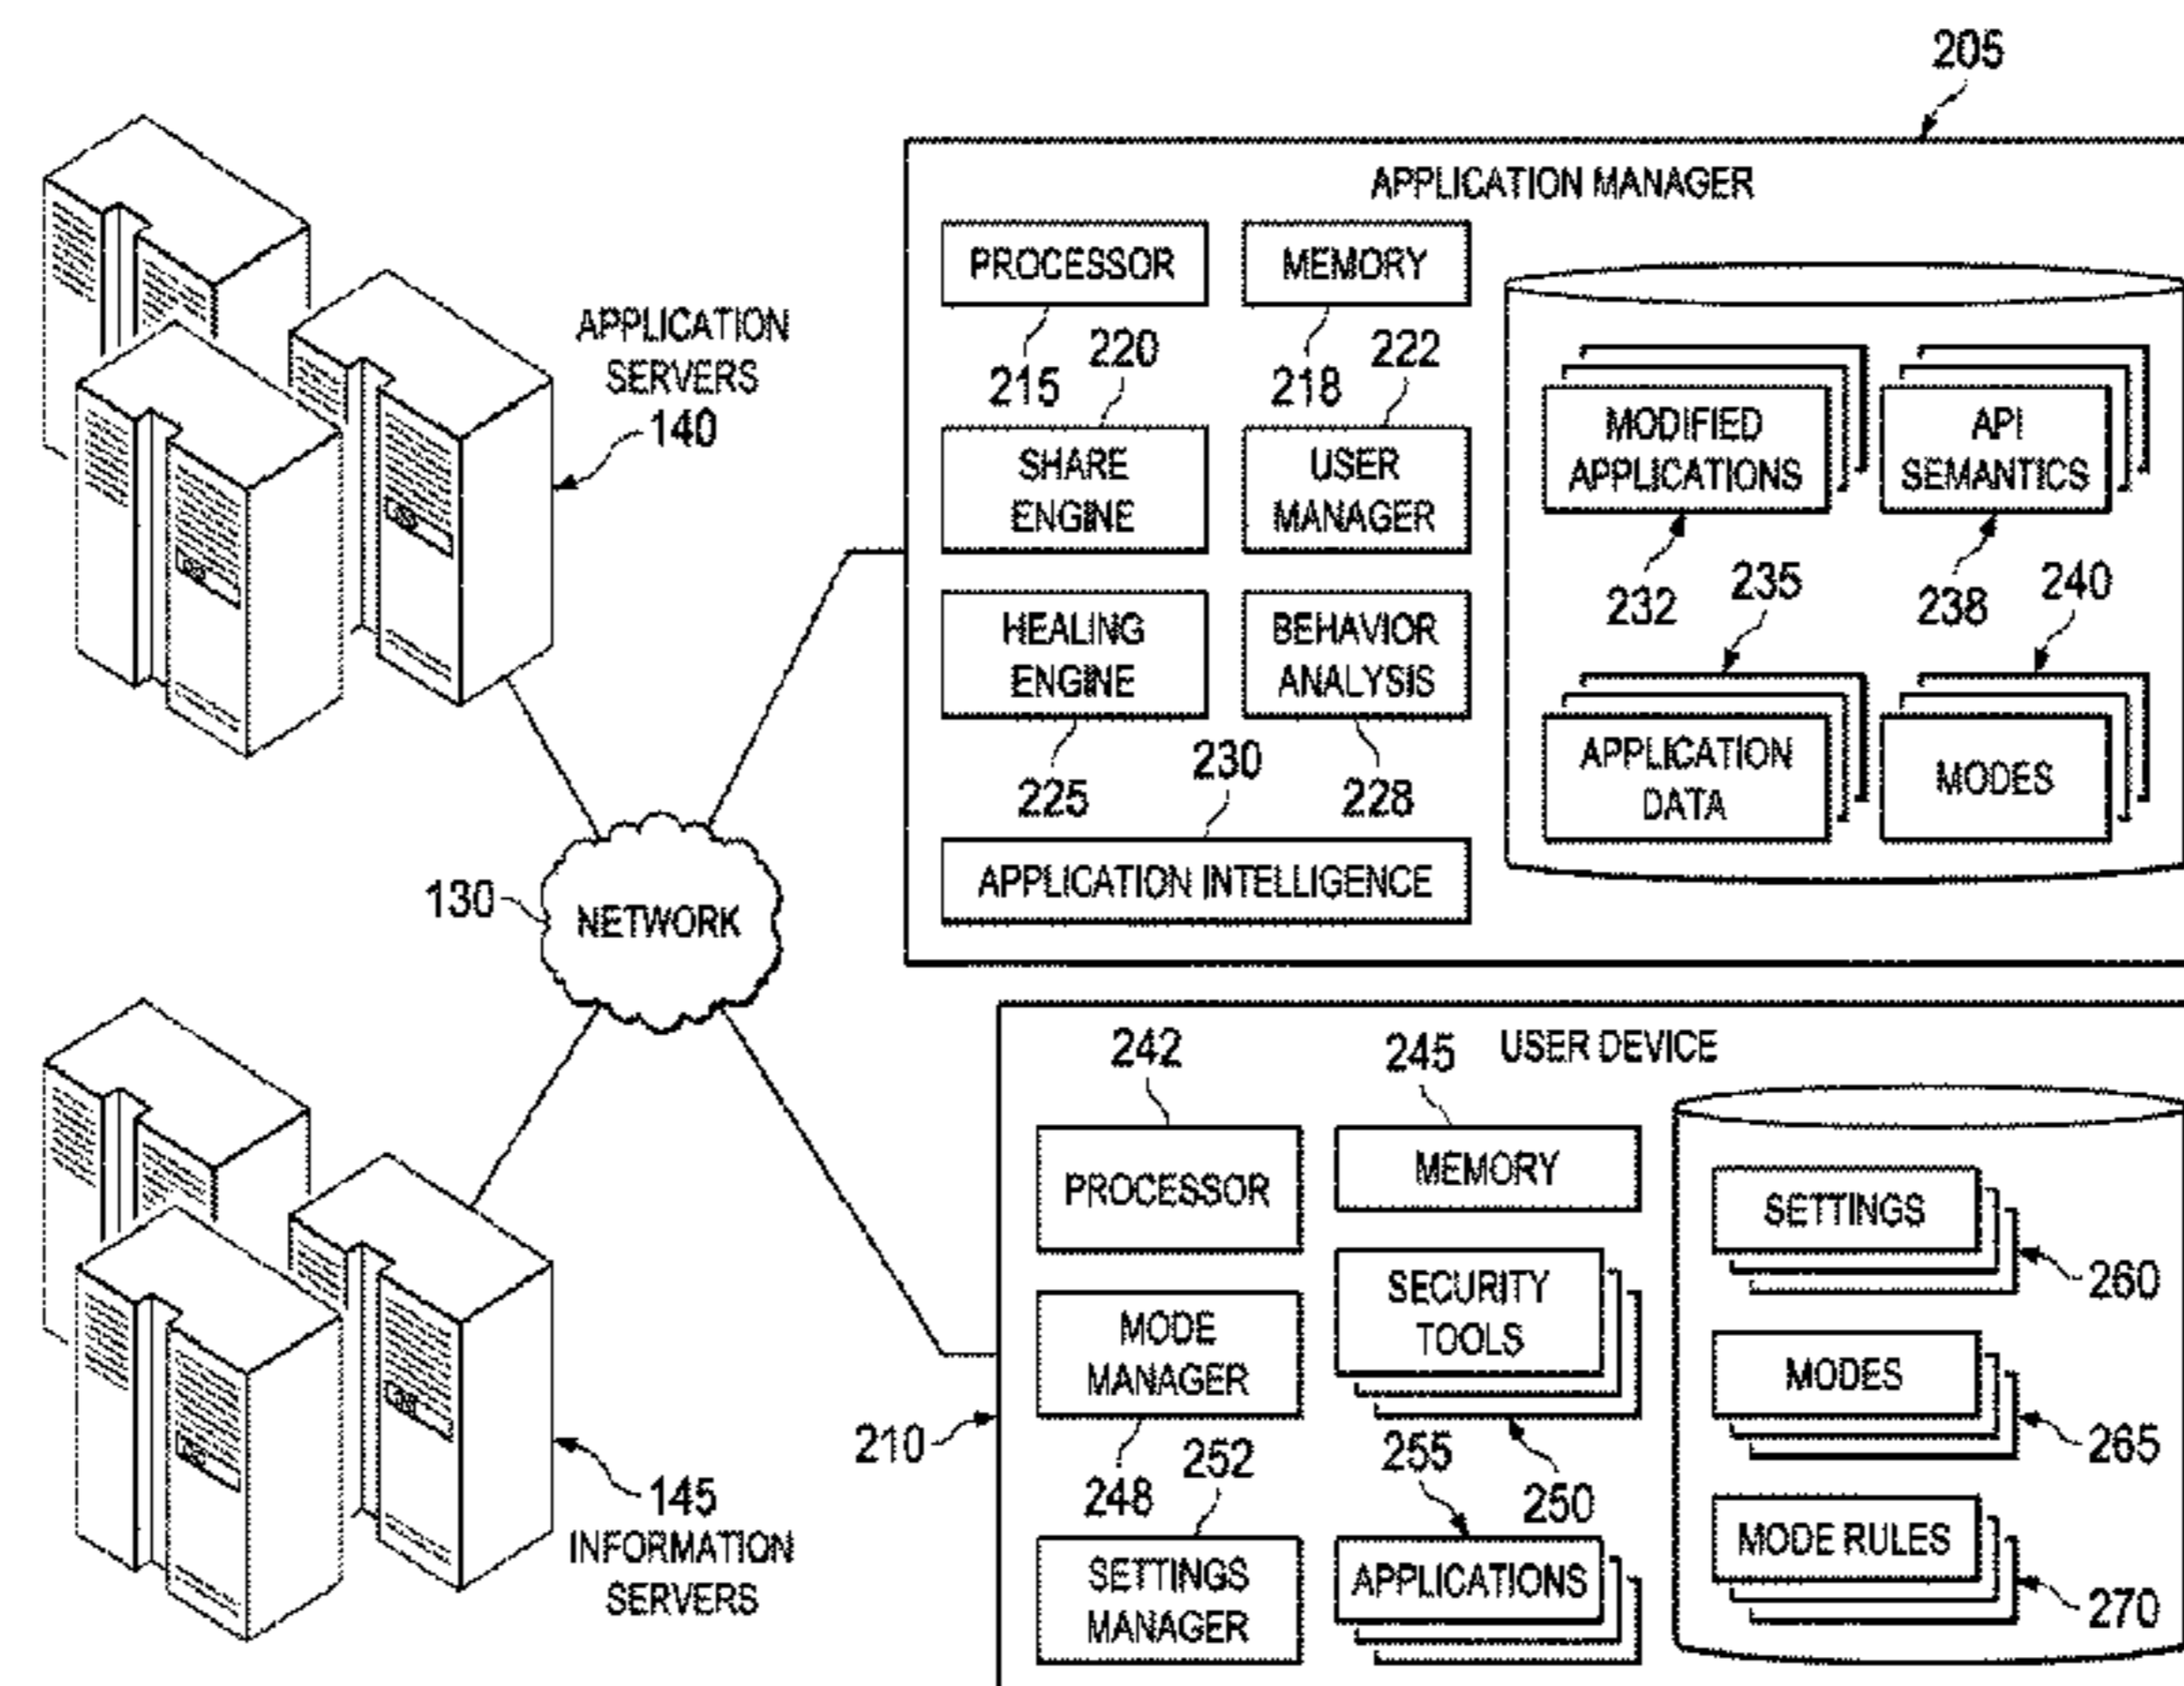 205
APPLICATION MANAGER
PROCESSOR
MEMORY
APPLICATION
SERVERS
140
215
220
218
222
SHARE
ENGINE
USER
MANAGER
MODIFIED
APPLICATIONS
API
SEMANTICS
232
235
238
240
HEALING
ENGINE
BEHAVIOR
ANALYSIS
APPLICATION
DATA
MODES
225
230
228
APPLICATION INTELLIGENCE
130
NETWORK
USER DEVICE
242
245
PROCESSOR
MEMORY
SETTINGS
260
MODE
MANAGER
SECURITY
TOOLS
MODES
265
210
248
252
255
250
145
INFORMATION
SERVERS
SETTINGS
MANAGER
APPLICATIONS
MODE RULES
270